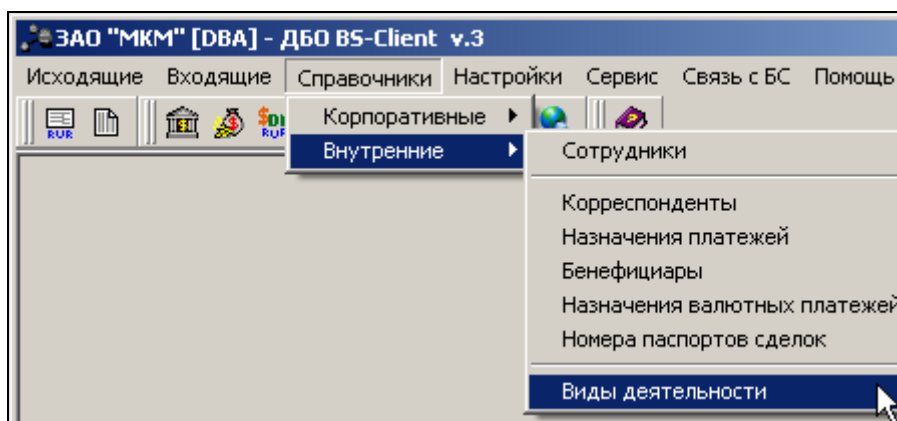 ЗАО "МКМ" [DBA] - ДБО BS-Client v.3
Исходящие Входящие Справочники Настройки Сервис Связь с БС Помощь
RUR RUR
Корпоративные
Внутренние
Сотрудники
Корреспонденты
Назначения платежей
Бенефициары
Назначения валютных платежей
Номера паспортов сделок
Виды деятельности